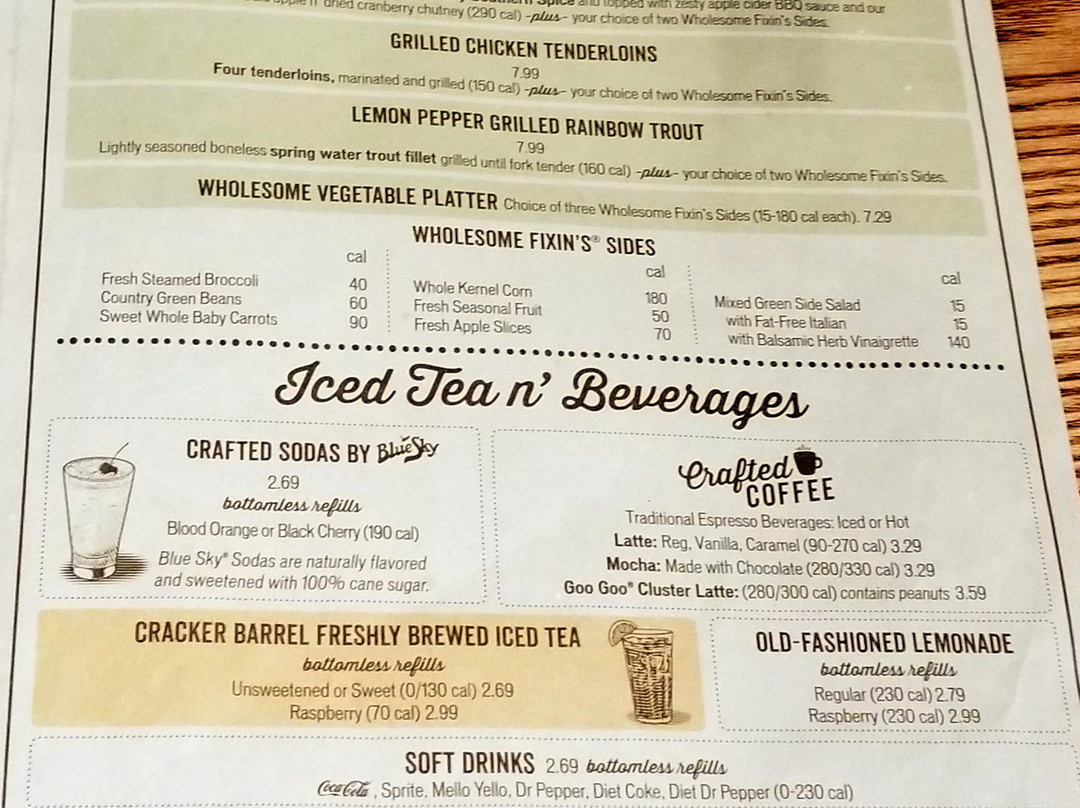 Southern Spice and topped with zesty apple cider BBQ sauce and our
apple n' dried cranberry chutney (290 cal) -plus- your choice of two Wholesome Fixin's Sides.
GRILLED CHICKEN TENDERLOINS
7.99
Four tenderloins, marinated and grilled (150 cal) -plus- your choice of two Wholesome Fixin's Sides.
LEMON PEPPER GRILLED RAINBOW TROUT
7.99
Lightly seasoned boneless spring water trout fillet grilled until fork tender (160 cal) -plus- your choice of two Wholesome Fixin's Sides.
WHOLESOME VEGETABLE PLATTER Choice of three Wholesome Fixin's Sides (15-180 cal each). 7.29
WHOLESOME FIXIN'S® SIDES
cal
Fresh Steamed Broccoli 40
Country Green Beans 60
Sweet Whole Baby Carrots 90
cal
Whole Kernel Corn 180
Fresh Seasonal Fruit 50
Fresh Apple Slices 70
cal
Mixed Green Side Salad 15
with Fat-Free Italian 15
with Balsamic Herb Vinaigrette 140
Iced Tea n' Beverages
CRAFTED SODAS BY Blue Sky
2.69
bottomless refills
Blood Orange or Black Cherry (190 cal)
Blue Sky® Sodas are naturally flavored
and sweetened with 100% cane sugar.
Crafted
COFFEE
Traditional Espresso Beverages: Iced or Hot
Latte: Reg, Vanilla, Caramel (90-270 cal) 3.29
Mocha: Made with Chocolate (280/330 cal) 3.29
Goo Goo® Cluster Latte: (280/300 cal) contains peanuts 3.59
CRACKER BARREL FRESHLY BREWED ICED TEA
bottomless refills
Unsweetened or Sweet (0/130 cal) 2.69
Raspberry (70 cal) 2.99
OLD-FASHIONED LEMONADE
bottomless refills
Regular (230 cal) 2.79
Raspberry (230 cal) 2.99
SOFT DRINKS 2.69 bottomless refills
Coca-Cola, Sprite, Mello Yello, Dr Pepper, Diet Coke, Diet Dr Pepper (0-230 cal)